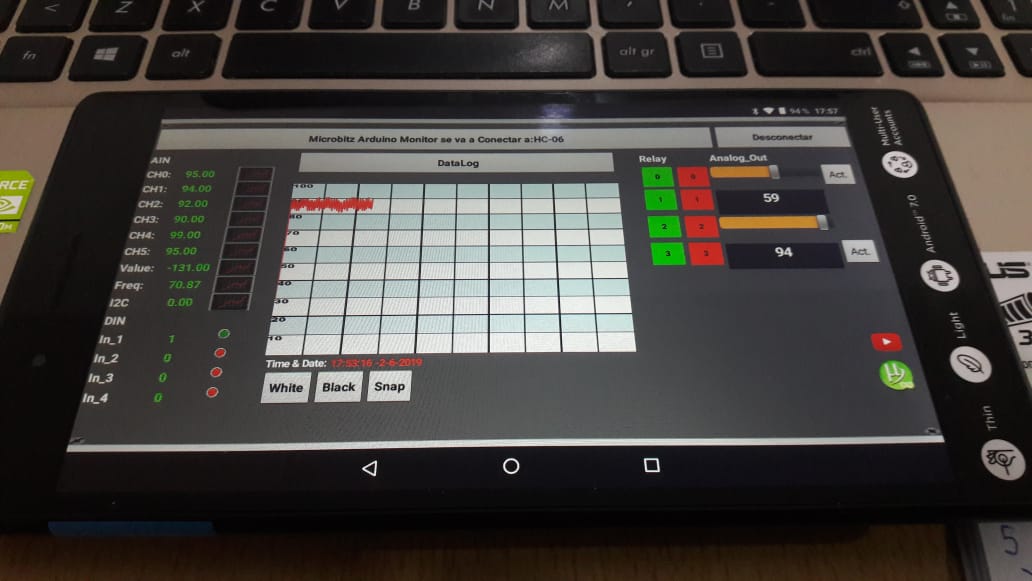 Z
X
C
V
B
N
M
fn
alt
alt gr
ctrl
fn
94% 17:57
Microbitz Arduino Monitor se va a Conectar a:HC-06
Desconectar
AIN
DataLog
Relay
Analog_Out
CH0: 95.00
CH1: 94.00
CH2: 92.00
CH3: 90.00
CH4: 99.00
CH5: 95.00
Value: -131.00
Freq: 70.87
I2C 0.00
DIN
In_1 1
In_2 0
In_3 0
In_4 0
100
80
70
50
40
30
20
10
0 0 Act.
1 1 59
2 2
3 3 94 Act.
Time & Date: 17:53:16 -2-6-2019
White Black Snap
Multi-User
Accounts
Android™ 7.0
Light
Thin
US
5